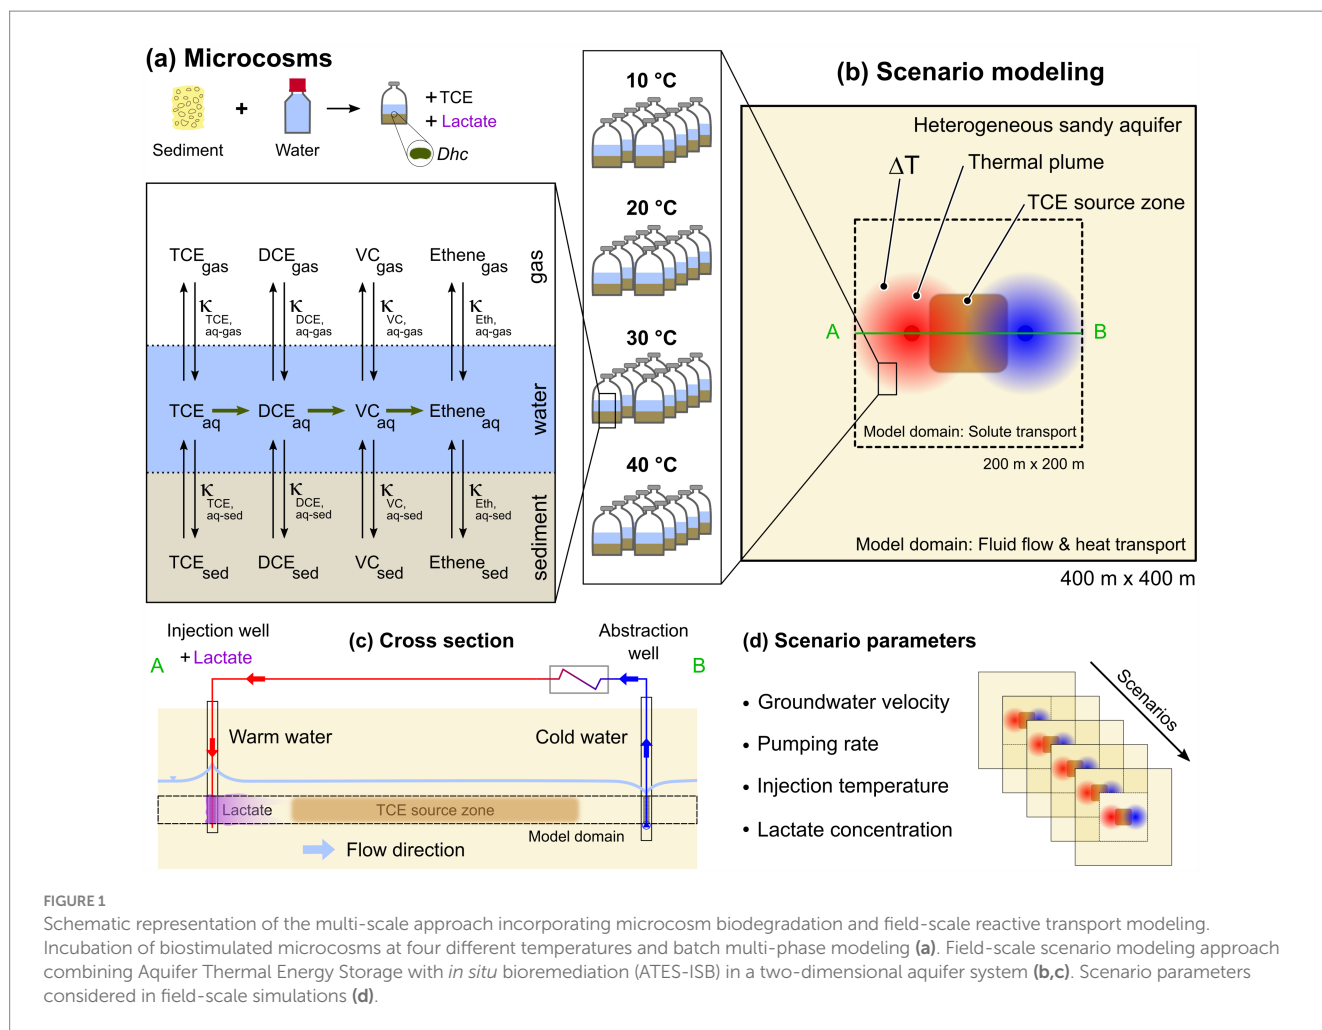 (a) Microcosms
Sediment
+
Water
+ TCE
+ Lactate
Dhc
TCEgas
DCEgas
VCgas
Ethenegas
gas
κTCE, aq-gas
κDCE, aq-gas
κVC, aq-gas
κEth, aq-gas
TCEaq
DCEaq
VCaq
Etheneaq
water
κTCE, aq-sed
κDCE, aq-sed
κVC, aq-sed
κEth, aq-sed
TCEsed
DCEsed
VCsed
Ethenesed
sediment
10 °C
20 °C
30 °C
40 °C
(b) Scenario modeling
Heterogeneous sandy aquifer
ΔT
Thermal plume
TCE source zone
A
B
Model domain: Solute transport
200 m x 200 m
Model domain: Fluid flow & heat transport
400 m x 400 m
(c) Cross section
Injection well
+ Lactate
A
Abstraction
well
B
Warm water
Cold water
Lactate
TCE source zone
Model domain
Flow direction
(d) Scenario parameters
• Groundwater velocity
• Pumping rate
• Injection temperature
• Lactate concentration
Scenarios
FIGURE 1
Schematic representation of the multi-scale approach incorporating microcosm biodegradation and field-scale reactive transport modeling.
Incubation of biostimulated microcosms at four different temperatures and batch multi-phase modeling (a). Field-scale scenario modeling approach
combining Aquifer Thermal Energy Storage with in situ bioremediation (ATES-ISB) in a two-dimensional aquifer system (b,c). Scenario parameters
considered in field-scale simulations (d).